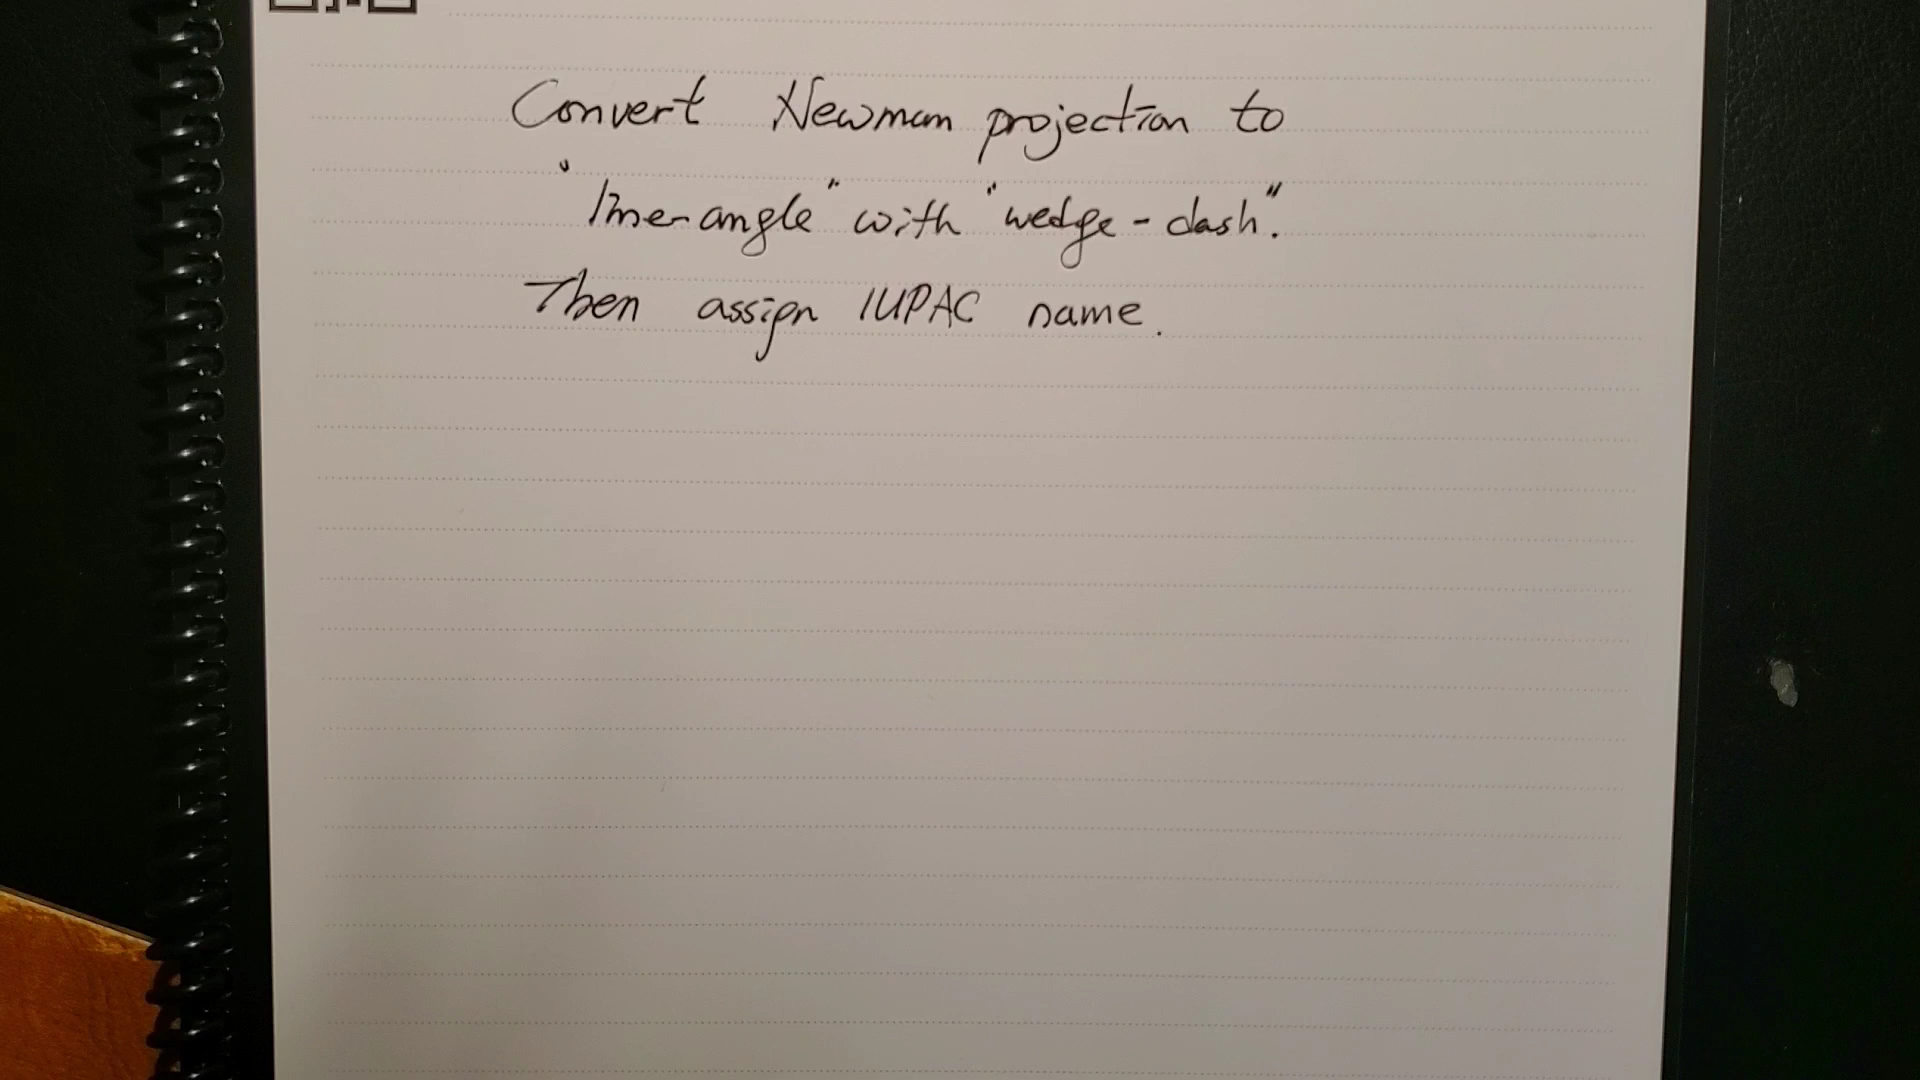 Convert Newman projection to
"line-angle" with "wedge-dash".
Then assign IUPAC name.